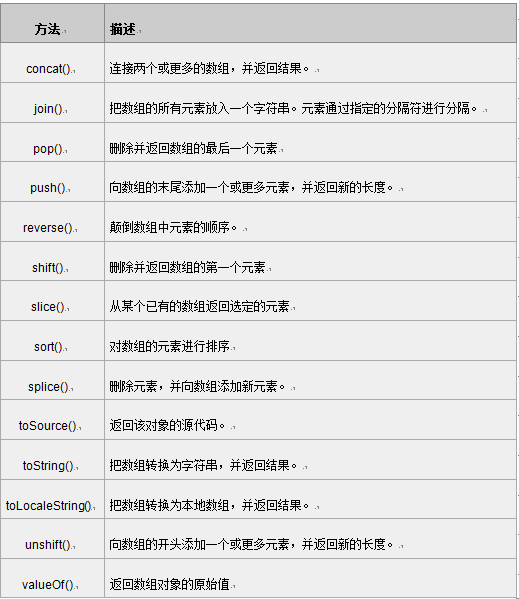 方法 描述
concat() 连接两个或更多的数组，并返回结果。
join() 把数组的所有元素放入一个字符串。元素通过指定的分隔符进行分隔。
pop() 删除并返回数组的最后一个元素
push() 向数组的末尾添加一个或更多元素，并返回新的长度。
reverse() 颠倒数组中元素的顺序。
shift() 删除并返回数组的第一个元素
slice() 从某个已有的数组返回选定的元素
sort() 对数组的元素进行排序
splice() 删除元素，并向数组添加新元素。
toSource() 返回该对象的源代码。
toString() 把数组转换为字符串，并返回结果。
toLocaleString() 把数组转换为本地数组，并返回结果。
unshift() 向数组的开头添加一个或更多元素，并返回新的长度。
valueOf() 返回数组对象的原始值